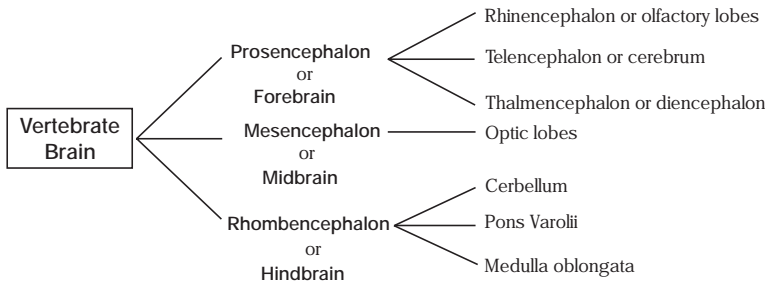 Vertebrate
Brain
Prosencephalon
or
Forebrain
Rhinencephalon or olfactory lobes
Telencephalon or cerebrum
Thalmencephalon or diencephalon
Mesencephalon
or
Midbrain
Optic lobes
Rhombencephalon
or
Hindbrain
Cerbellum
Pons Varolii
Medulla oblongata